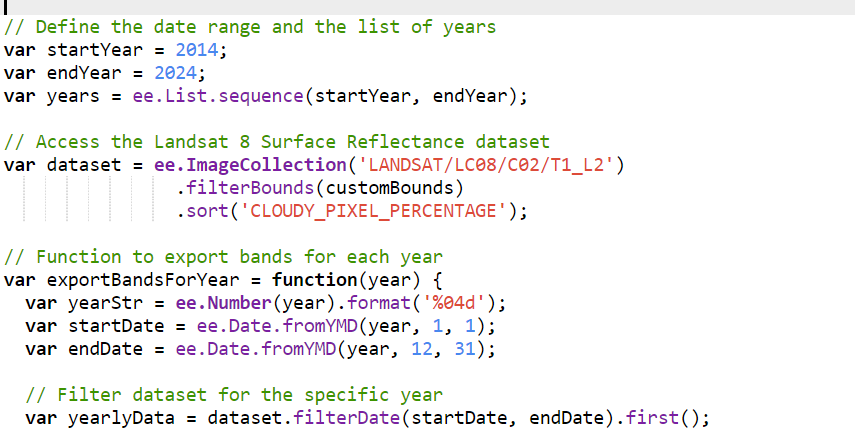 // Define the date range and the list of years
var startYear = 2014;
var endYear = 2024;
var years = ee.List.sequence(startYear, endYear);
// Access the Landsat 8 Surface Reflectance dataset
var dataset = ee.ImageCollection('LANDSAT/LC08/C02/T1_L2')
.filterBounds(customBounds)
.sort('CLOUDY_PIXEL_PERCENTAGE');
// Function to export bands for each year
var exportBandsForYear = function(year) {
var yearStr = ee.Number(year).format('%04d');
var startDate = ee.Date.fromYMD(year, 1, 1);
var endDate = ee.Date.fromYMD(year, 12, 31);
// Filter dataset for the specific year
var yearlyData = dataset.filterDate(startDate, endDate).first();